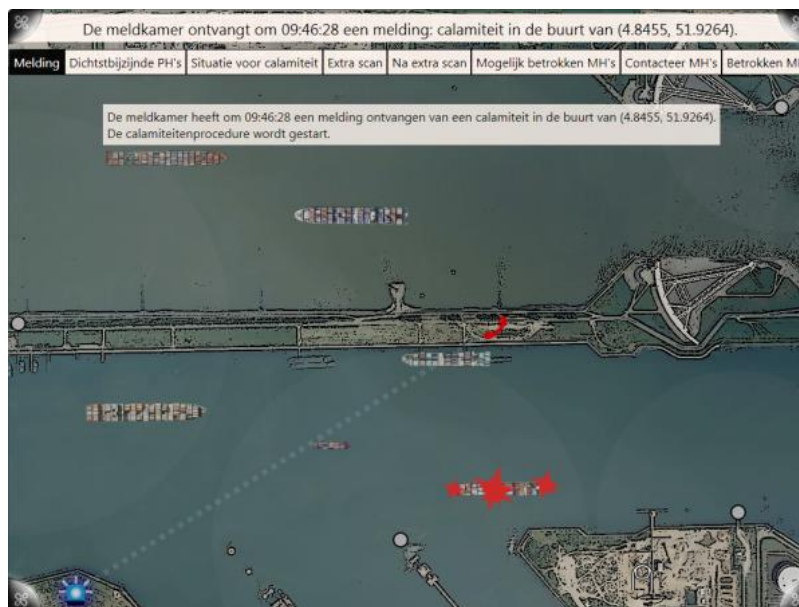 De meldkamer ontvangt om 09:46:28 een melding: calamiteit in de buurt van (4.8455, 51.9264).
Melding Dichtstbijzijnde PH's Situatie voor calamiteit Extra scan Na extra scan Mogelijk betrokken MH's Contacteer MH's Betrokken M
De meldkamer heeft om 09:46:28 een melding ontvangen van een calamiteit in de buurt van (4.8455, 51.9264).
De calamiteitenprocedure wordt gestart.